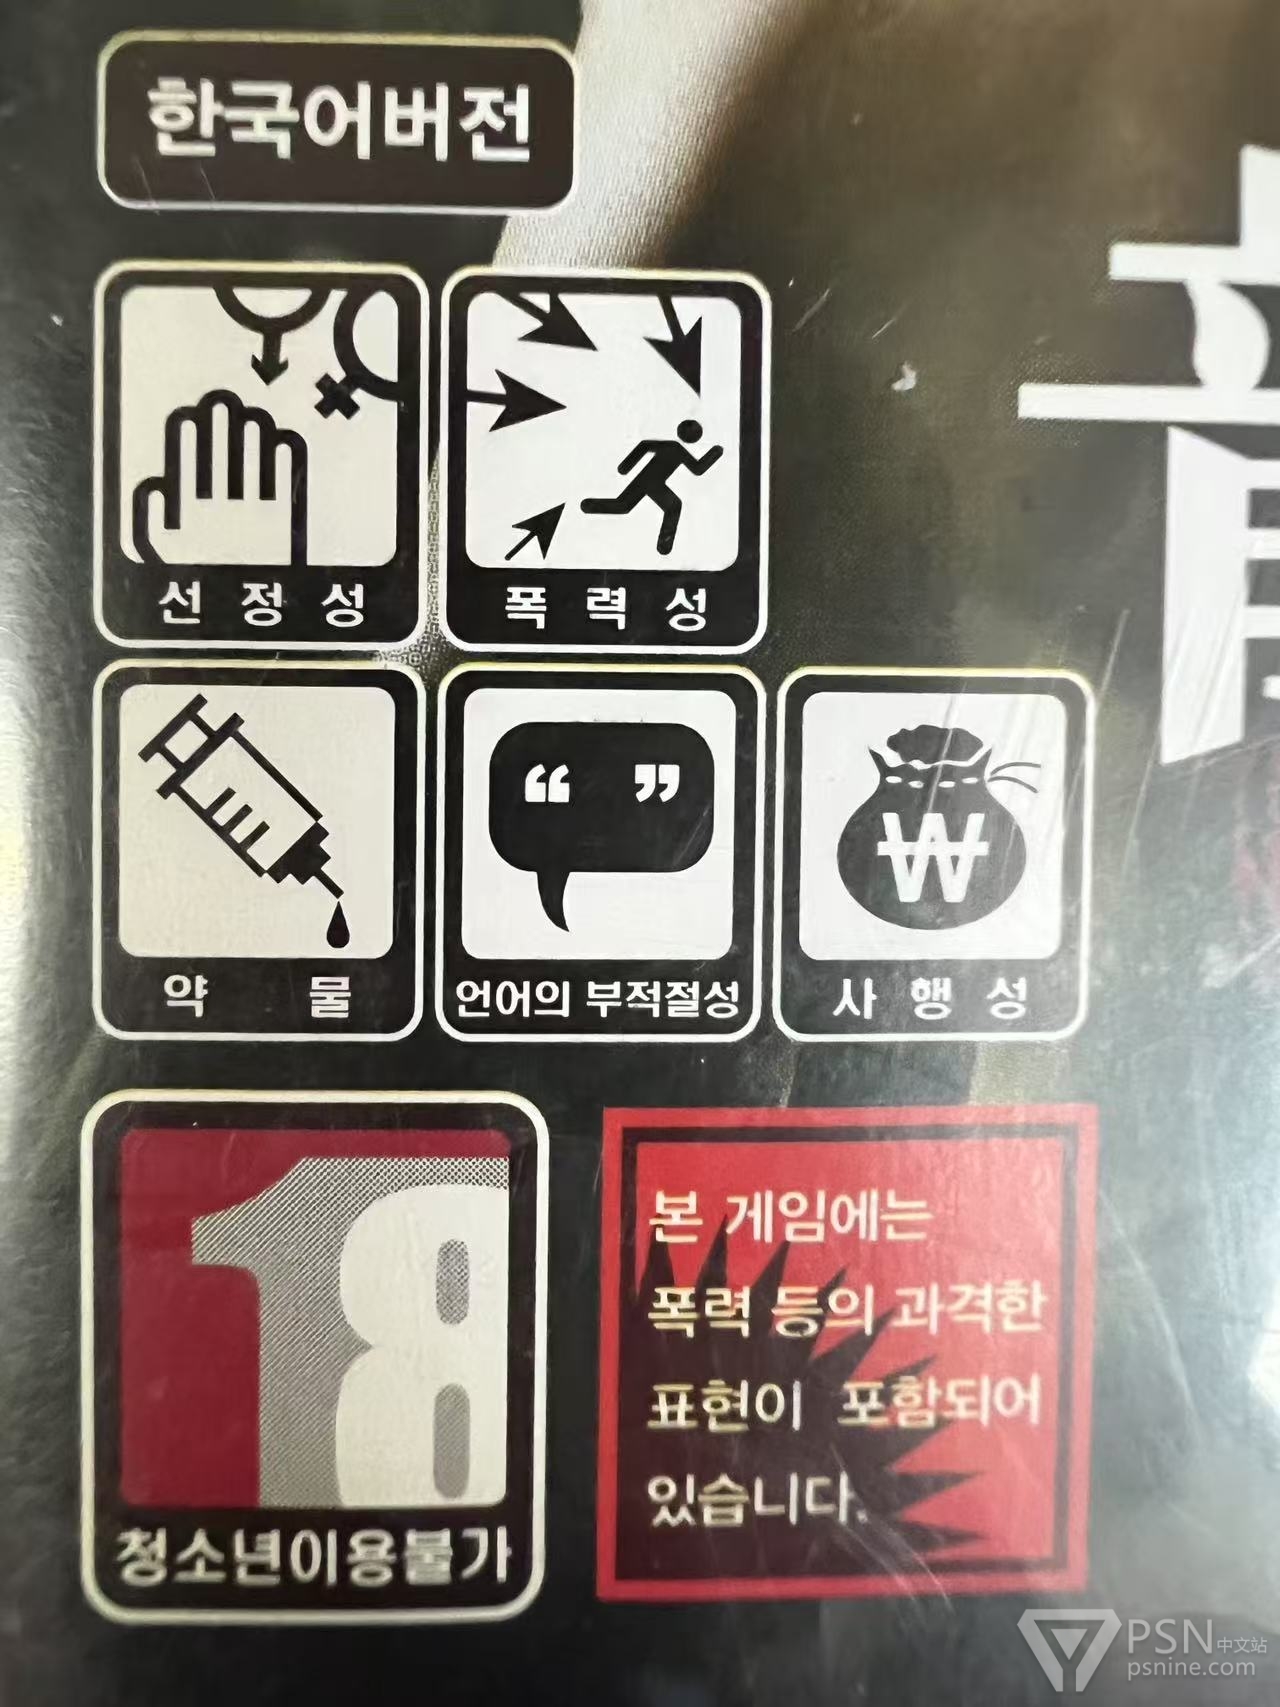 한국어버전
선정성
폭력성
약물
언어의 부적절성
₩
사행성
18
청소년이용불가
본 게임에는
폭력 등의 과격한
표현이 포함되어
있습니다.
PSN中文站
psnine.com